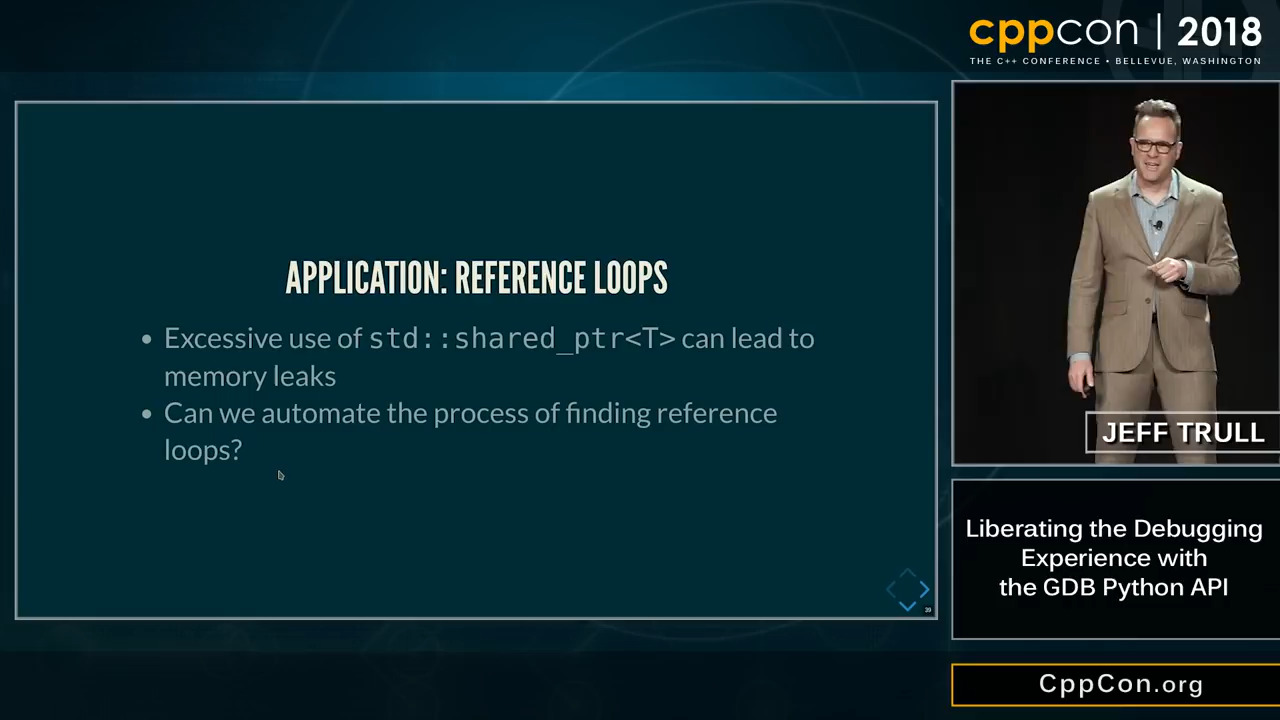 cppcon | 2018
THE C++ CONFERENCE • BELLEVUE, WASHINGTON
APPLICATION: REFERENCE LOOPS
• Excessive use of std::shared_ptr<T> can lead to
memory leaks
• Can we automate the process of finding reference
loops?
39
JEFF TRULL
Liberating the Debugging
Experience with
the GDB Python API
CppCon.org